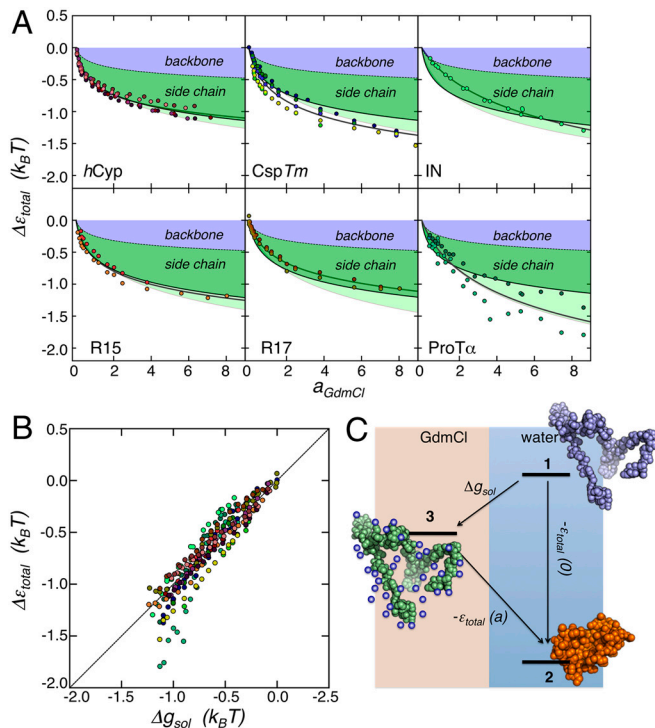 A
0.5
0.0
-0.5
-1.0
-1.5
-2.0
backbone
side chain
hCyp
backbone
side chain
CspTm
backbone
side chain
IN
Δε_total (k_BT)
0.0
-0.5
-1.0
-1.5
-2.0
backbone
side chain
R15
backbone
side chain
R17
backbone
side chain
ProTα
0 2 4 6 8 0 2 4 6 8 0 2 4 6 8
a_GdmCl
B
0.5
0.0
-0.5
-1.0
-1.5
-2.0
Δε_total (k_BT)
-2.0 -1.5 -1.0 -0.5 0.0 0.5
Δg_sol (k_BT)
C
GdmCl water
1
Δg_sol
3
-ε_total (0)
-ε_total (a)
2